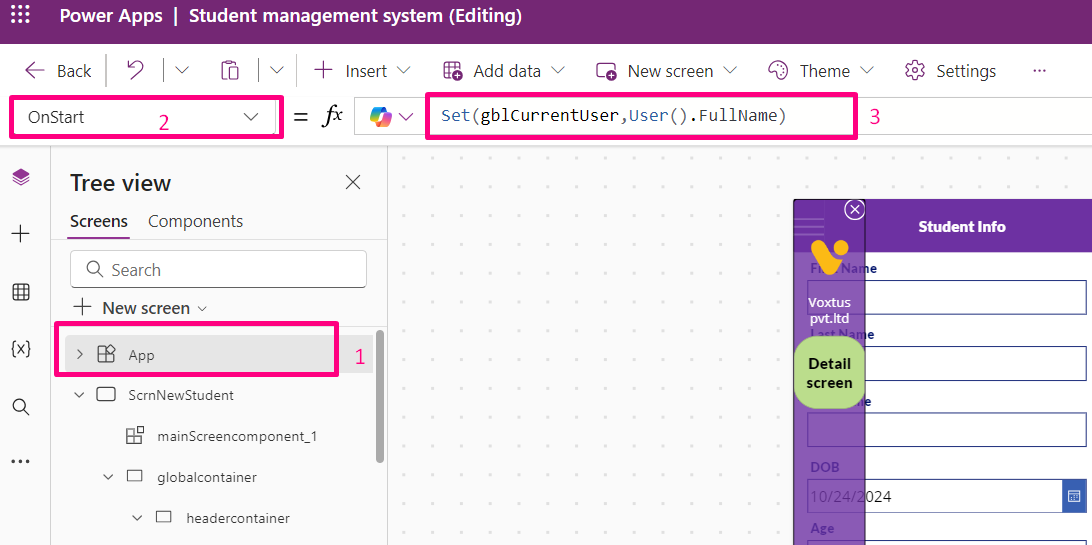 Power Apps | Student management system (Editing)
Back
Insert
Add data
New screen
Theme
Settings
...
OnStart
2
= fx
Set(gblCurrentUser,User().FullName)
3
Tree view
Screens
Components
Search
New screen
App
1
ScrnNewStudent
mainScreencomponent_1
globalcontainer
headercontainer
{x}
Student Info
Name
Voxtus
pvt.ltd
Last Name
Detail
screen
DOB
10/24/2024
Age